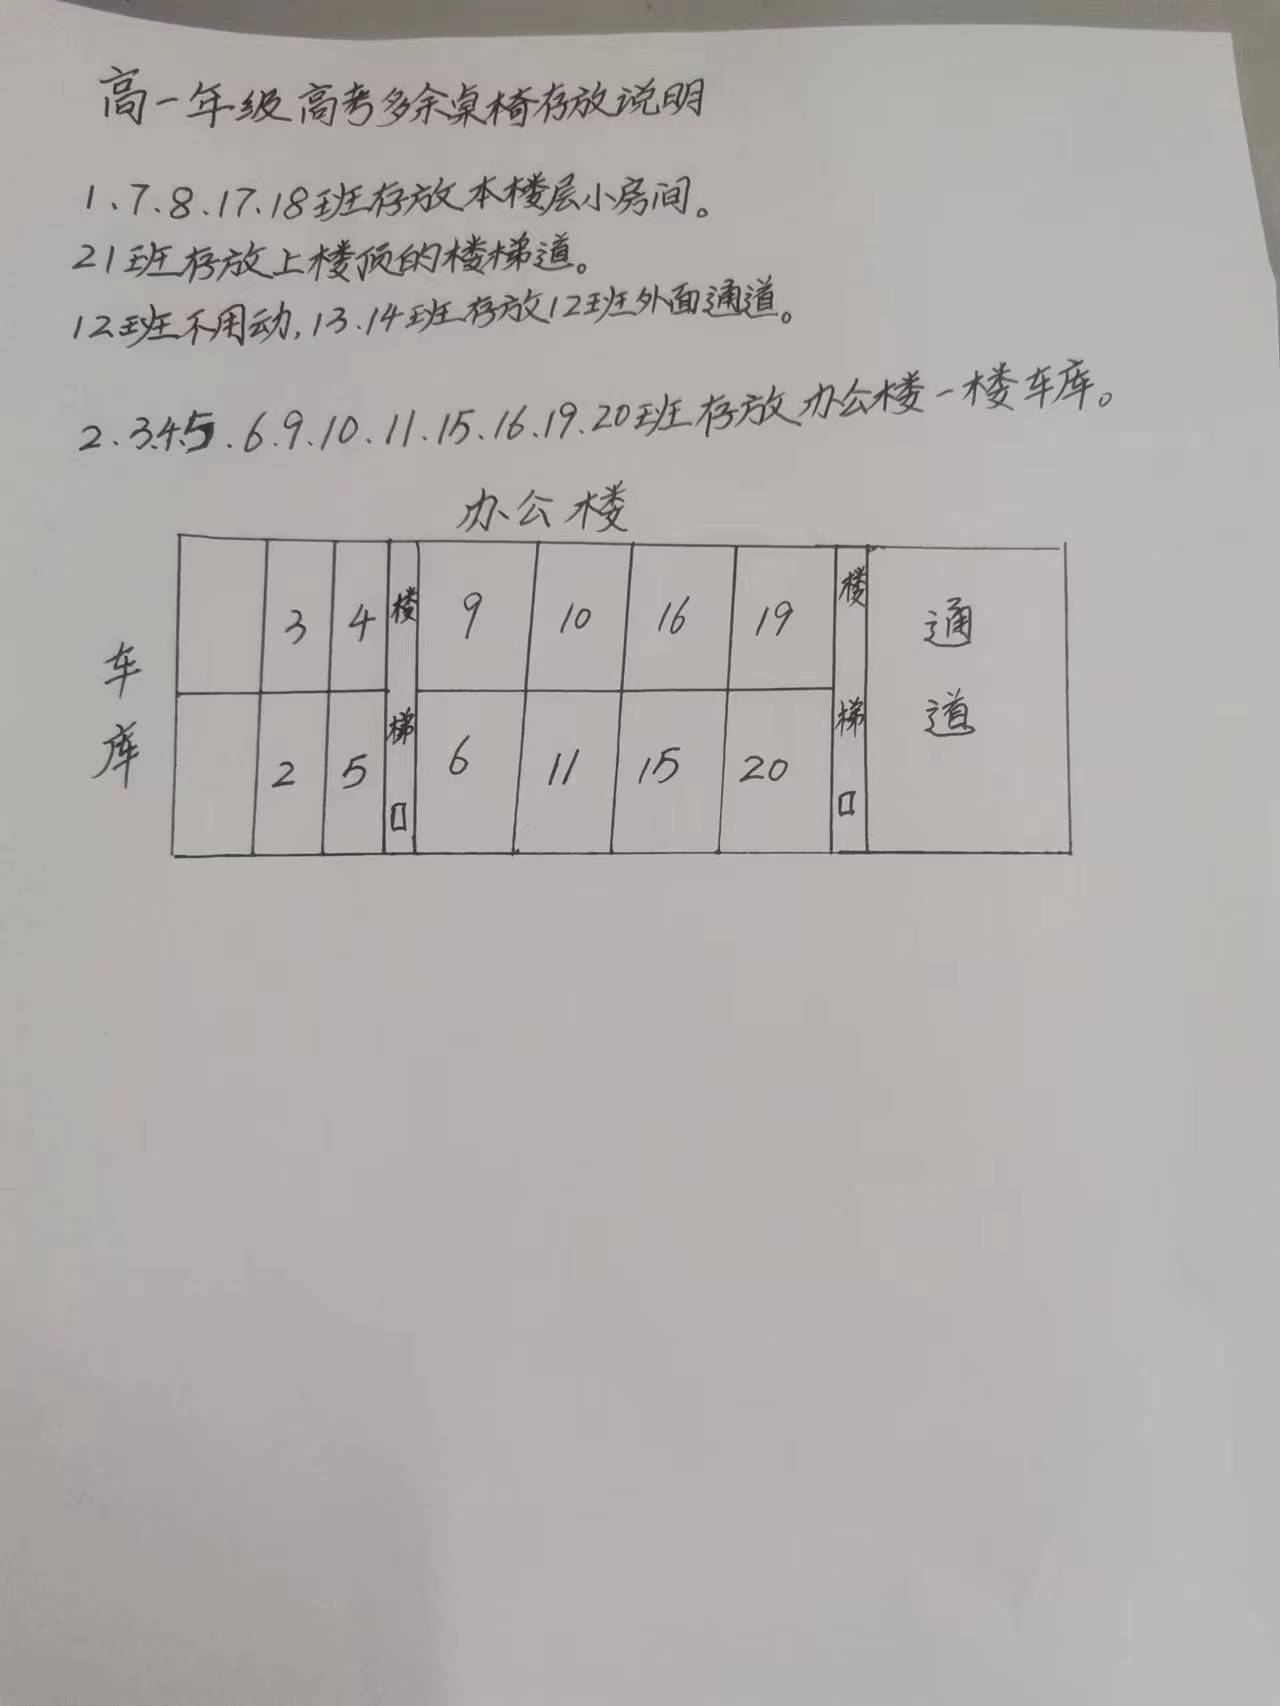 高一年级高考多余桌椅存放说明
1、7、8、17、18班存放本楼层小房间。
21班存放上楼顶的楼梯道。
12班不用动,13、14班存放12班外面通道。
2、3、4、5、6、9、10、11、15、16、19、20班存放办公楼一楼车库。
办公楼
车库
3 4 楼梯口 9 10 16 19 楼梯口 通道
2 5 6 11 15 20